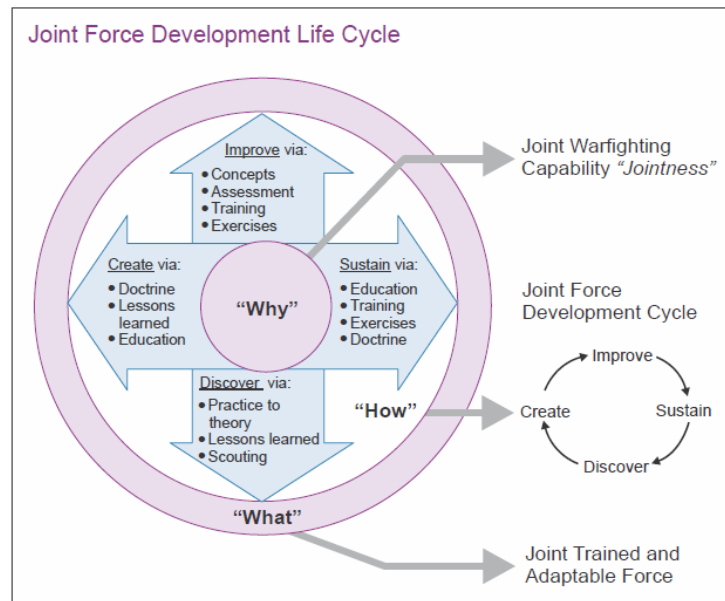 Joint Force Development Life Cycle
Improve via:
• Concepts
• Assessment
• Training
• Exercises
Create via:
• Doctrine
• Lessons
learned
• Education
"Why"
Sustain via:
• Education
• Training
• Exercises
• Doctrine
Discover via:
• Practice to
theory
• Lessons learned
• Scouting
"How"
"What"
Joint Warfighting
Capability "Jointness"
Joint Force
Development Cycle
Improve
Create
Sustain
Discover
Joint Trained and
Adaptable Force